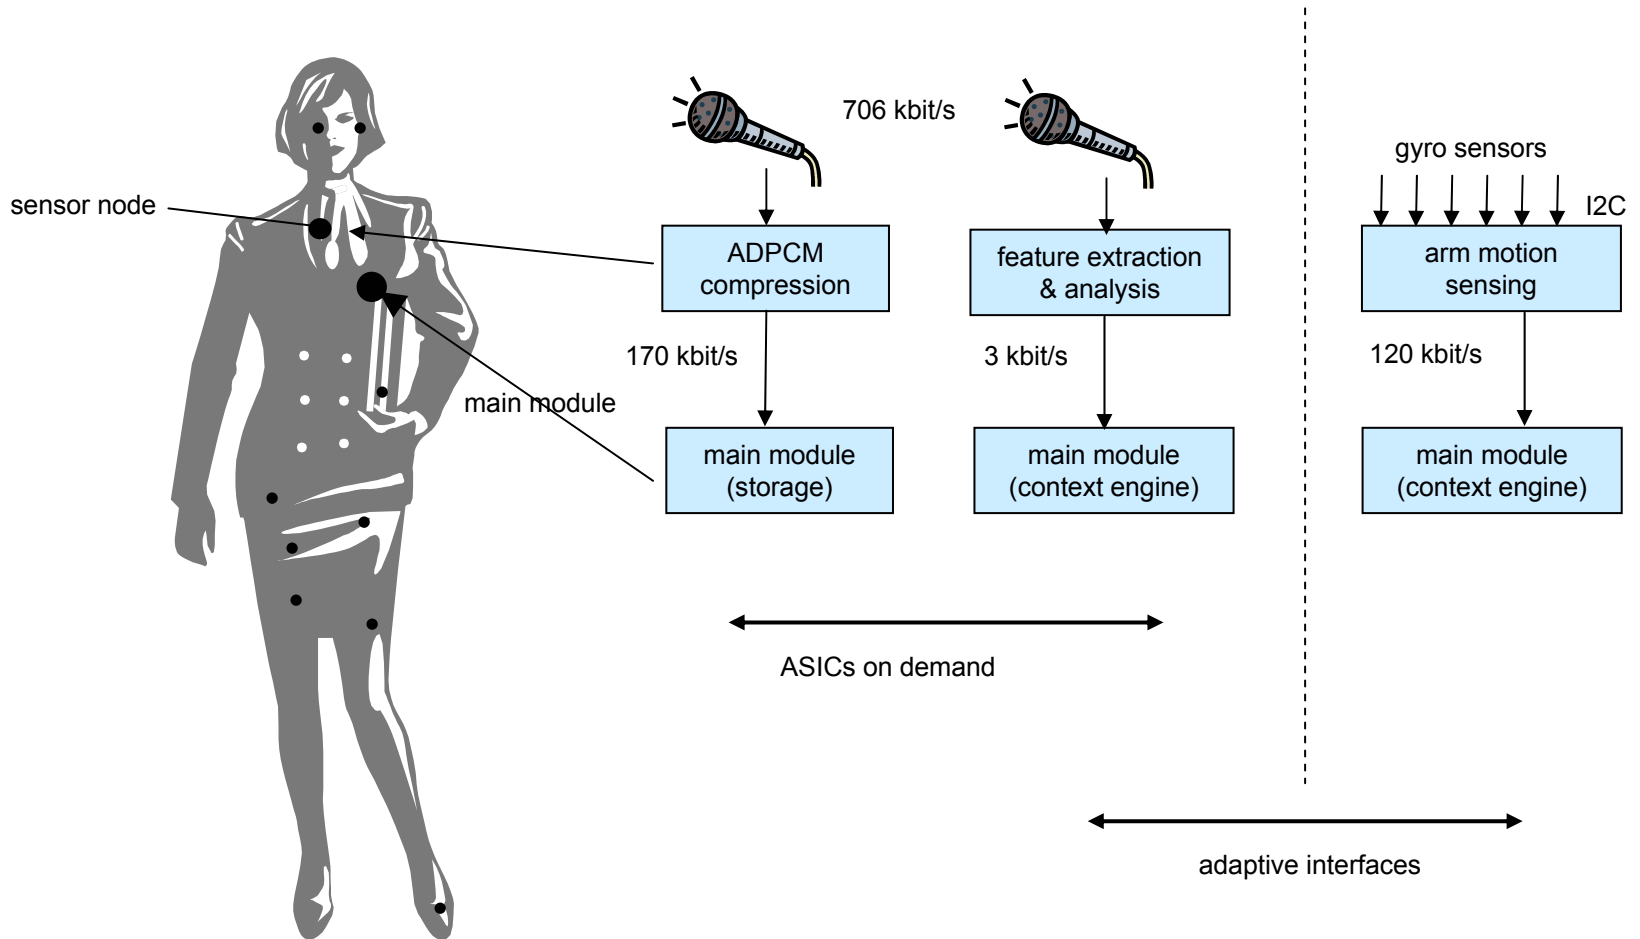 sensor node
main module
706 kbit/s
ADPCM
compression
170 kbit/s
main module
(storage)
feature extraction
& analysis
3 kbit/s
main module
(context engine)
ASICs on demand
gyro sensors
I2C
arm motion
sensing
120 kbit/s
main module
(context engine)
adaptive interfaces